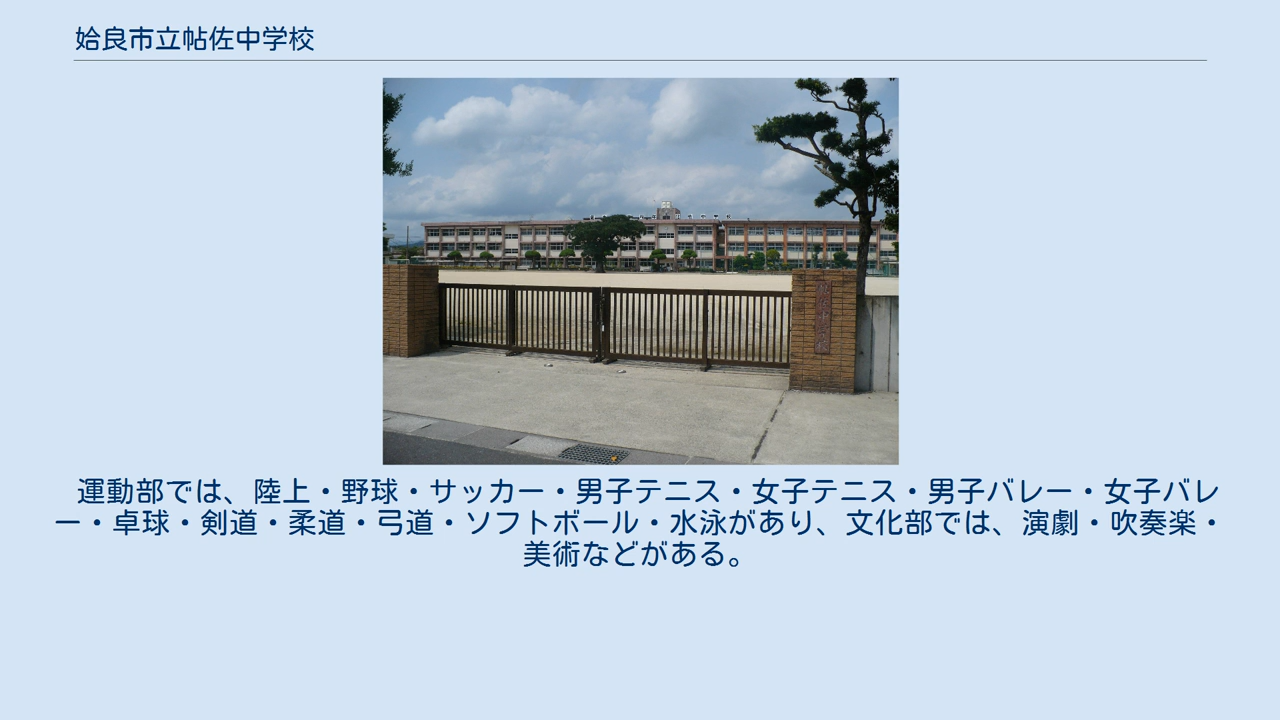 姶良市立帖佐中学校
運動部では、陸上・野球・サッカー・男子テニス・女子テニス・男子バレー・女子バレ
ー・卓球・剣道・柔道・弓道・ソフトボール・水泳があり、文化部では、演劇・吹奏楽・
美術などがある。